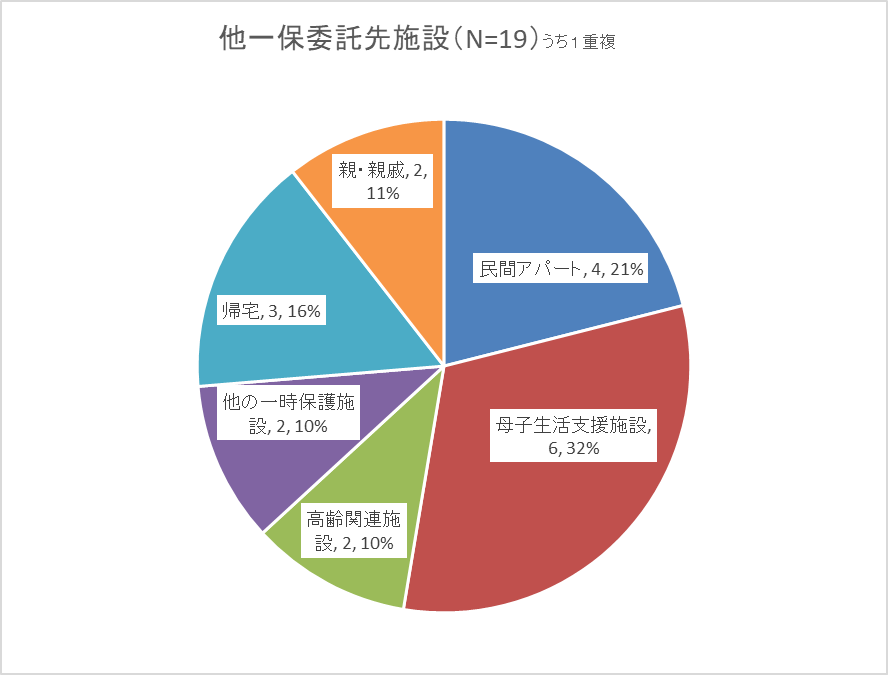 他一保委託先施設（N=19）うち１重複
親・親戚, 2,
11%
民間アパート, 4, 21%
帰宅, 3, 16%
他の一時保護施
設, 2, 10%
母子生活支援施設,
6, 32%
高齢関連施
設, 2, 10%